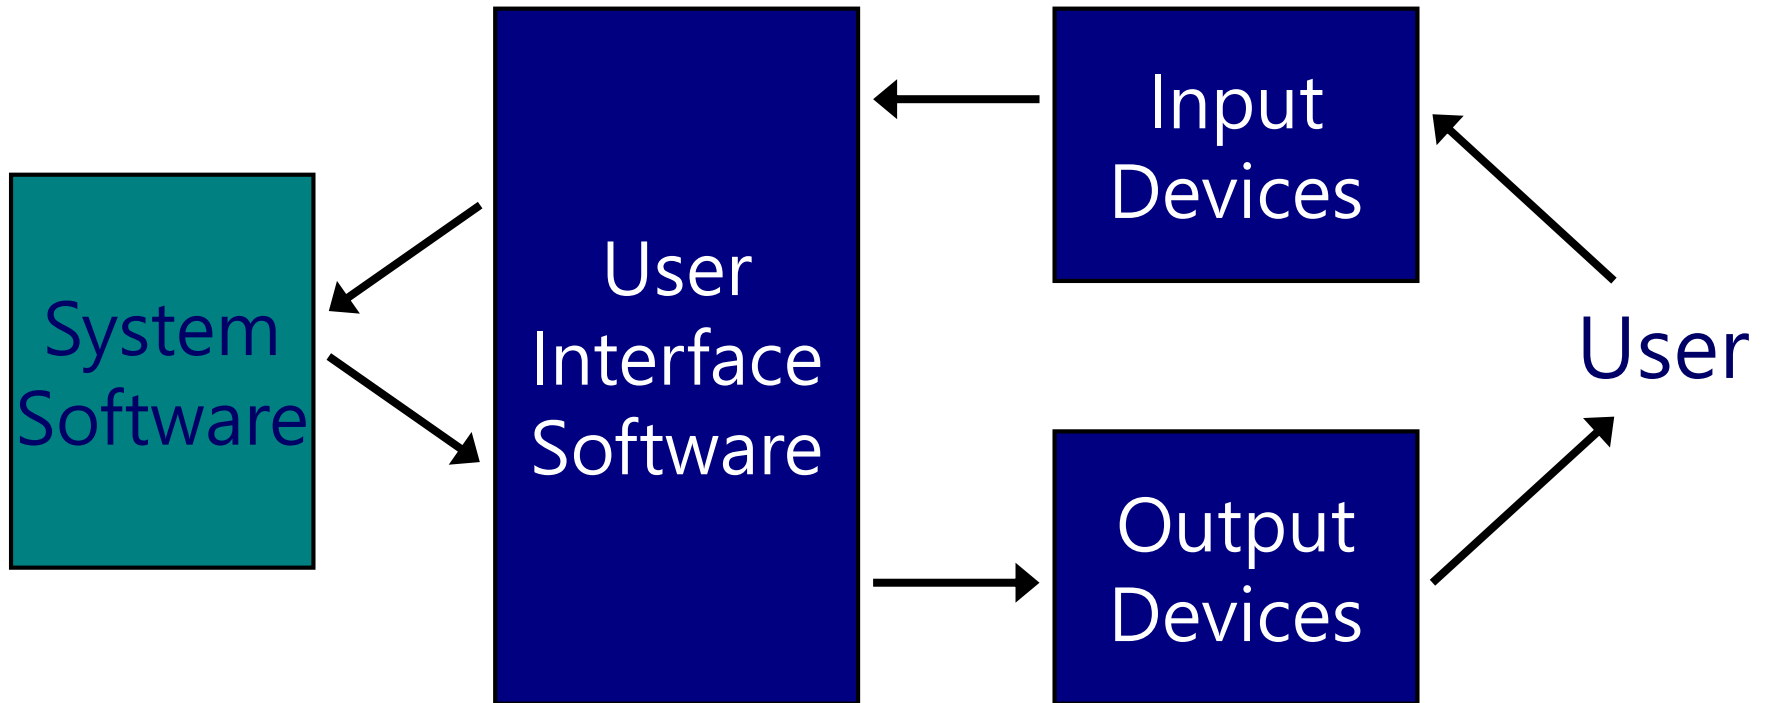 System
Software
User
Interface
Software
Input
Devices
Output
Devices
User